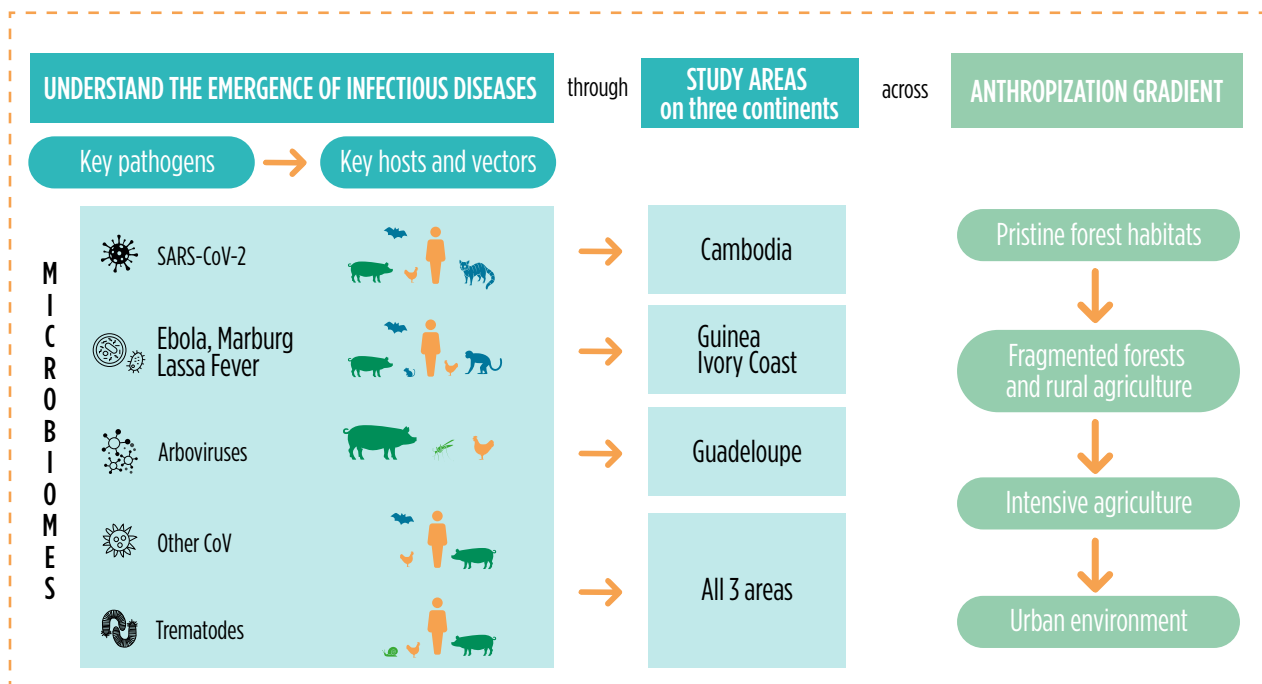 UNDERSTAND THE EMERGENCE OF INFECTIOUS DISEASES
through
STUDY AREAS
on three continents
across
ANTHROPIZATION GRADIENT
Key pathogens
Key hosts and vectors
MICROBIOMES
SARS-CoV-2
Cambodia
Ebola, Marburg
Lassa Fever
Guinea
Ivory Coast
Arboviruses
Guadeloupe
Other CoV
Trematodes
All 3 areas
Pristine forest habitats
Fragmented forests
and rural agriculture
Intensive agriculture
Urban environment